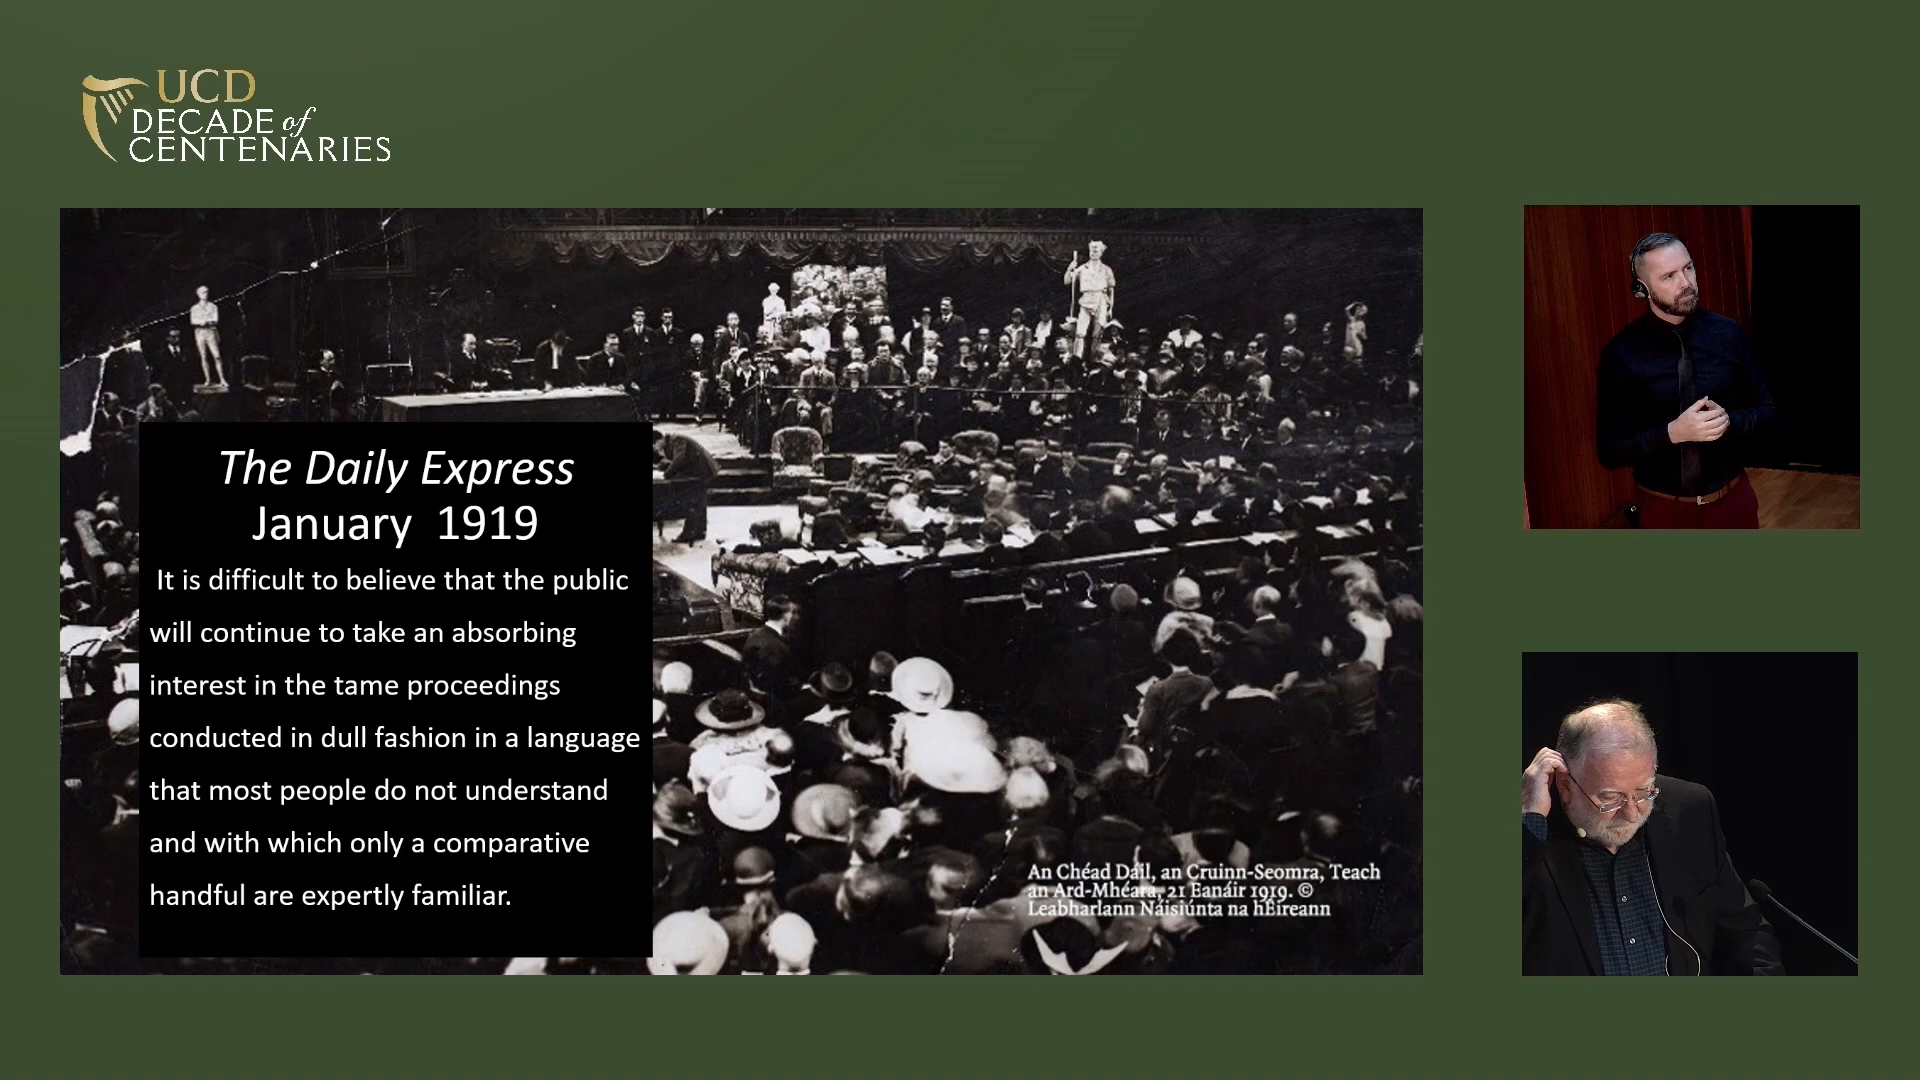 UCD
DECADE of
CENTENARIES
The Daily Express
January 1919
It is difficult to believe that the public
will continue to take an absorbing
interest in the tame proceedings
conducted in dull fashion in a language
that most people do not understand
and with which only a comparative
handful are expertly familiar.
An Chéad Dáil, an Cruinn-Seomra, Teach
an Ard-Mhéara, 21 Eanáir 1919. ©
Leabharlann Náisiúnta na hÉireann